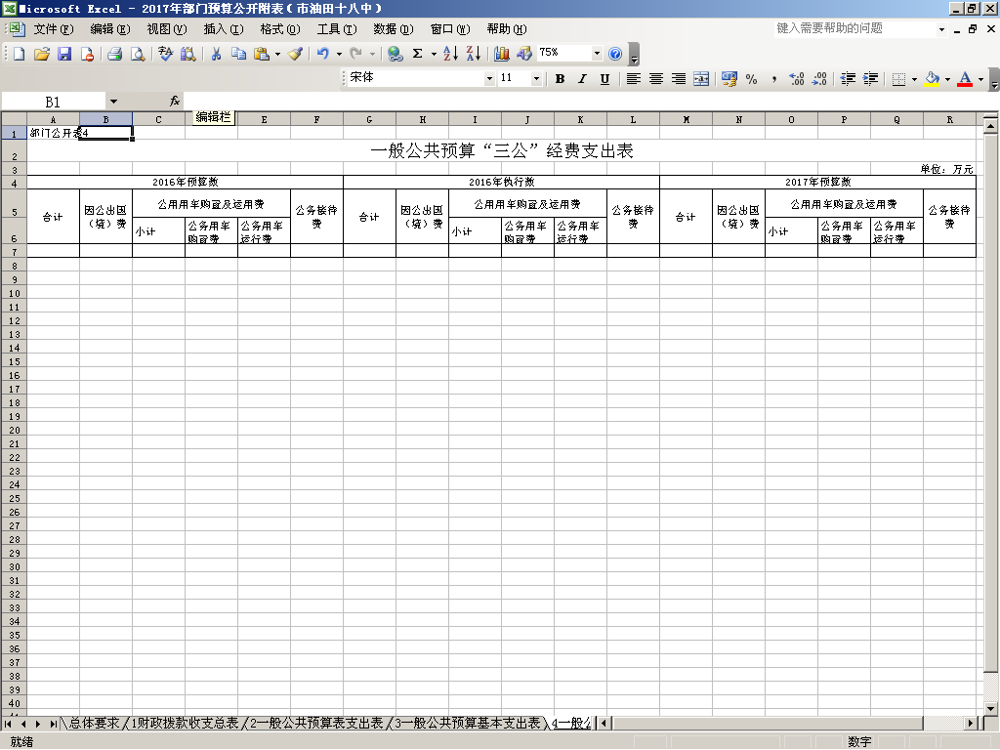 Microsoft Excel - 2017年部门预算公开附表(市油田十八中)
文件(F) 编辑(E) 视图(V) 插入(I) 格式(O) 工具(T) 数据(D) 窗口(W) 帮助(H) 键入需要帮助的问题
75%
宋体 11 B I U
B1 fx
编辑栏
A B C D E F G H I J K L M N O P Q R
1 部门公开表4
2 一般公共预算“三公”经费支出表
3 单位：万元
4 2016年预算数 2016年执行数 2017年预算数
5 合计 因公出国（境）费 公用用车购置及运用费 公务接待费 合计 因公出国（境）费 公用用车购置及运用费 公务接待费 合计 因公出国（境）费 公用用车购置及运用费 公务接待费
6 小计 公务用车购置费 公务用车运行费 小计 公务用车购置费 公务用车运行费 小计 公务用车购置费 公务用车运行费
7
8
9
10
11
12
13
14
15
16
17
18
19
20
21
22
23
24
25
26
27
28
29
30
31
32
33
34
35
36
37
38
39
40
总体要求 1财政拨款收支总表 2一般公共预算表支出表 3一般公共预算基本支出表 4一般公
就绪 数字